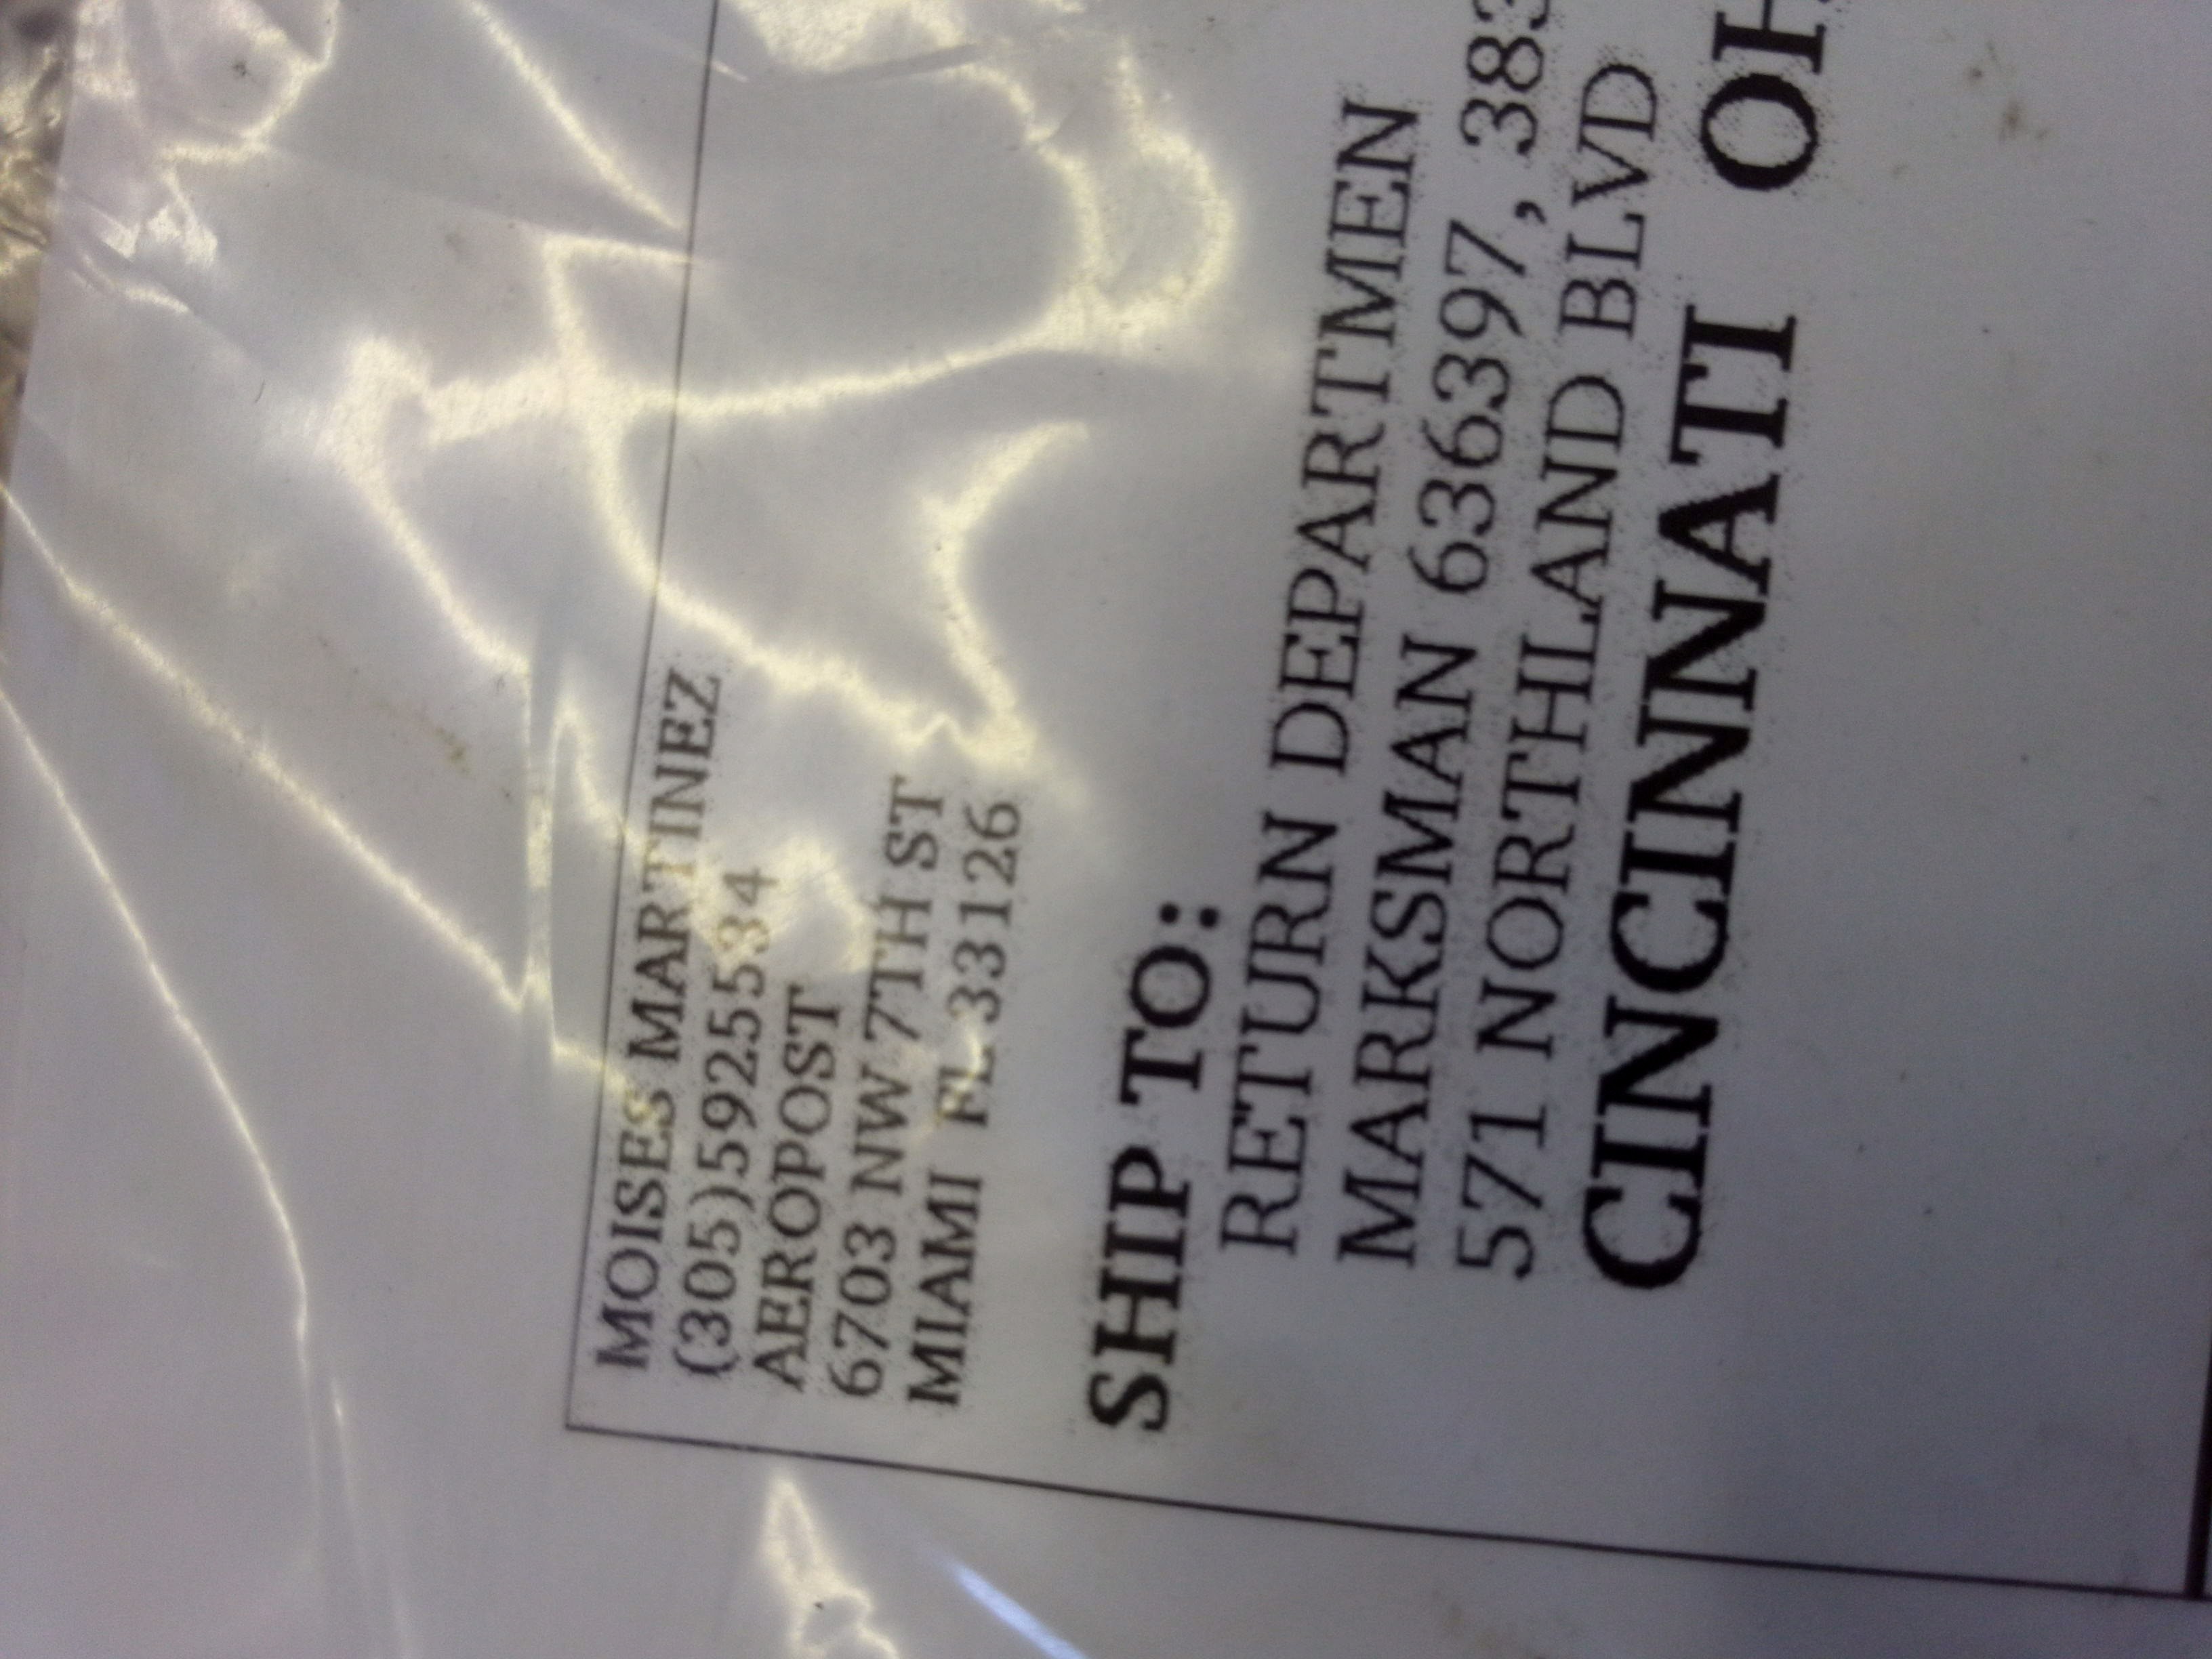 MOISES MARTINEZ
(305)5925534
AEROPOST
6703 NW 7TH ST
MIAMI FL 33126
SHIP TO:
RETURN DEPARTMEN
MARKSMAN 636397, 383
571 NORTHLAND BLVD
CINCINNATI OH